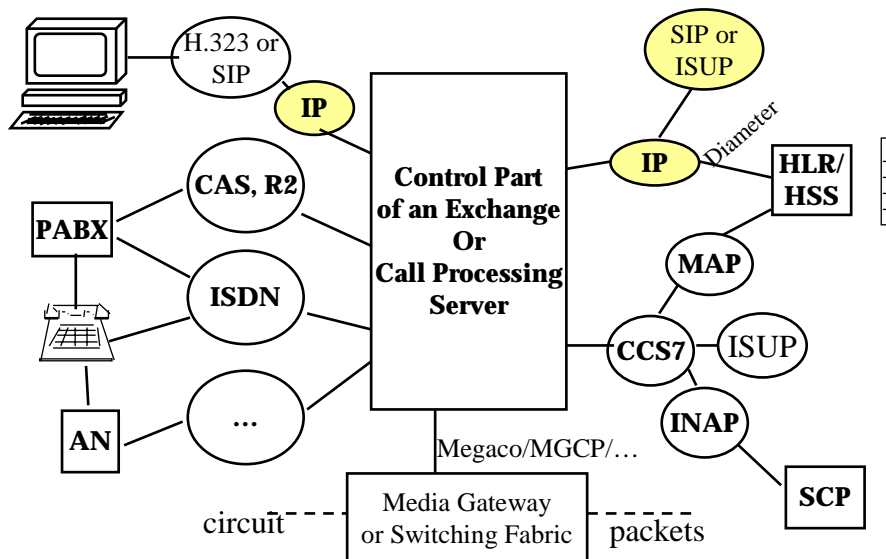 H.323 or
SIP
IP
SIP or
ISUP
IP
Diameter
HLR/
HSS
CAS, R2
Control Part
of an Exchange
Or
Call Processing
Server
PABX
MAP
ISDN
CCS7
ISUP
INAP
AN
...
Megaco/MGCP/...
SCP
circuit
Media Gateway
or Switching Fabric
packets